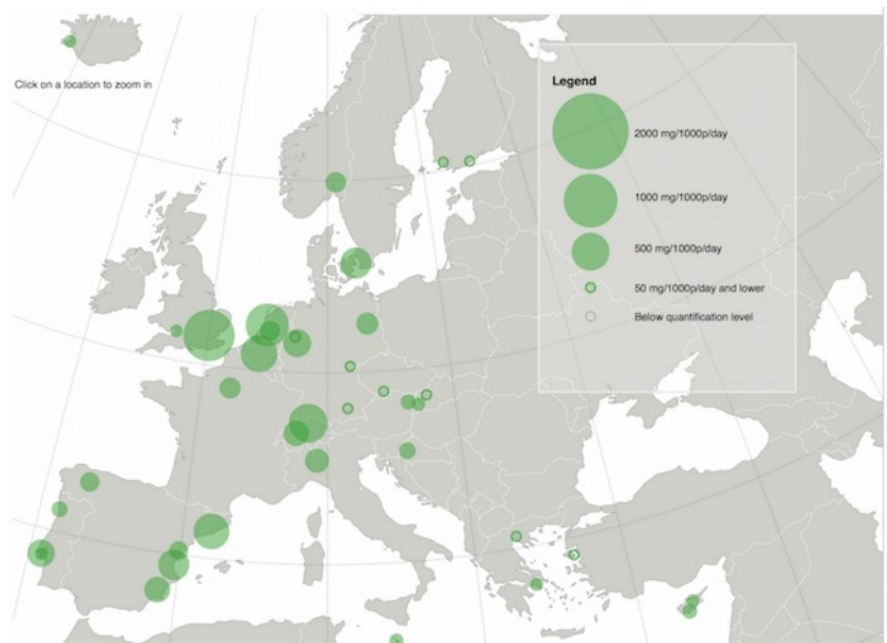 Click on a location to zoom in
Legend
2000 mg/1000p/day
1000 mg/1000p/day
500 mg/1000p/day
50 mg/1000p/day and lower
Below quantification level